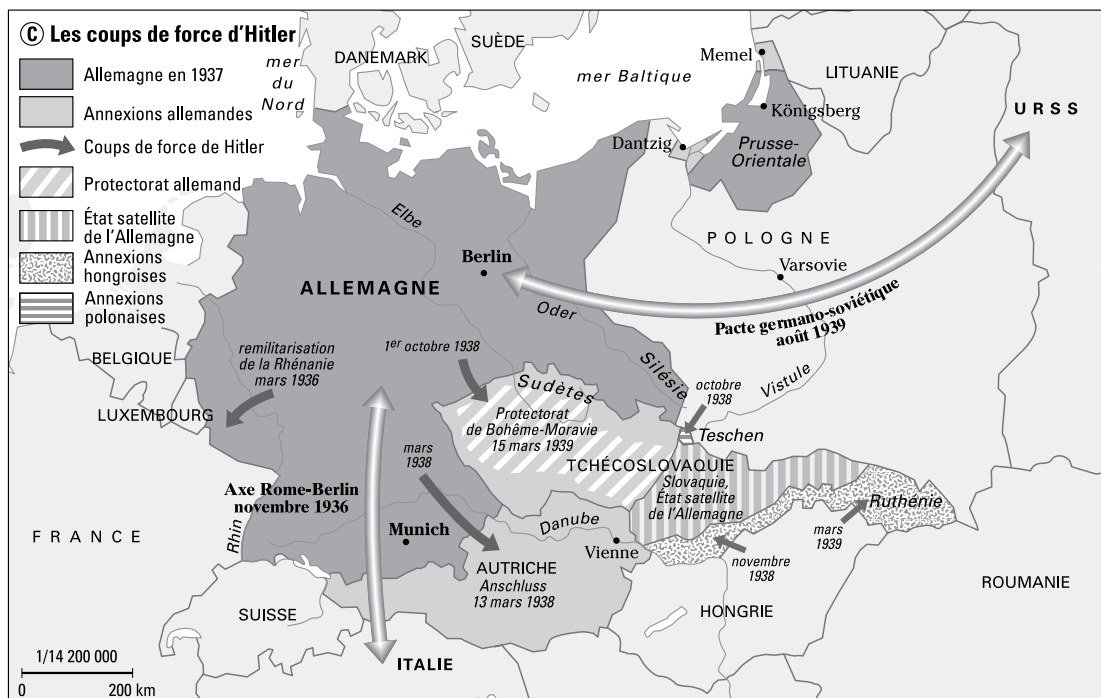 Ⓒ Les coups de force d'Hitler
Allemagne en 1937
Annexions allemandes
Coups de force de Hitler
Protectorat allemand
État satellite
de l'Allemagne
Annexions
hongroises
Annexions
polonaises
mer
du
Nord
DANEMARK
SUÈDE
mer Baltique
Memel
LITUANIE
Königsberg
URSS
Dantzig
Prusse-
Orientale
Elbe
POLOGNE
Berlin
Varsovie
ALLEMAGNE
Oder
Pacte germano-soviétique
août 1939
BELGIQUE
remilitarisation
de la Rhénanie
mars 1936
1er octobre 1938
Silésie
Vistule
LUXEMBOURG
Sudètès
octobre
1938
Protectorat
de Bohême-Moravie
15 mars 1939
Teschen
mars
1938
TCHÉCOSLOVAQUIE
Slovaquie,
État satellite
de l'Allemagne
Ruthénie
Axe Rome-Berlin
novembre 1936
FRANCE
Rhin
Munich
Danube
Vienne
mars
1939
novembre
1938
AUTRICHE
Anschluss
13 mars 1938
ROUMANIE
SUISSE
HONGRIE
1/14 200 000
0 200 km
ITALIE